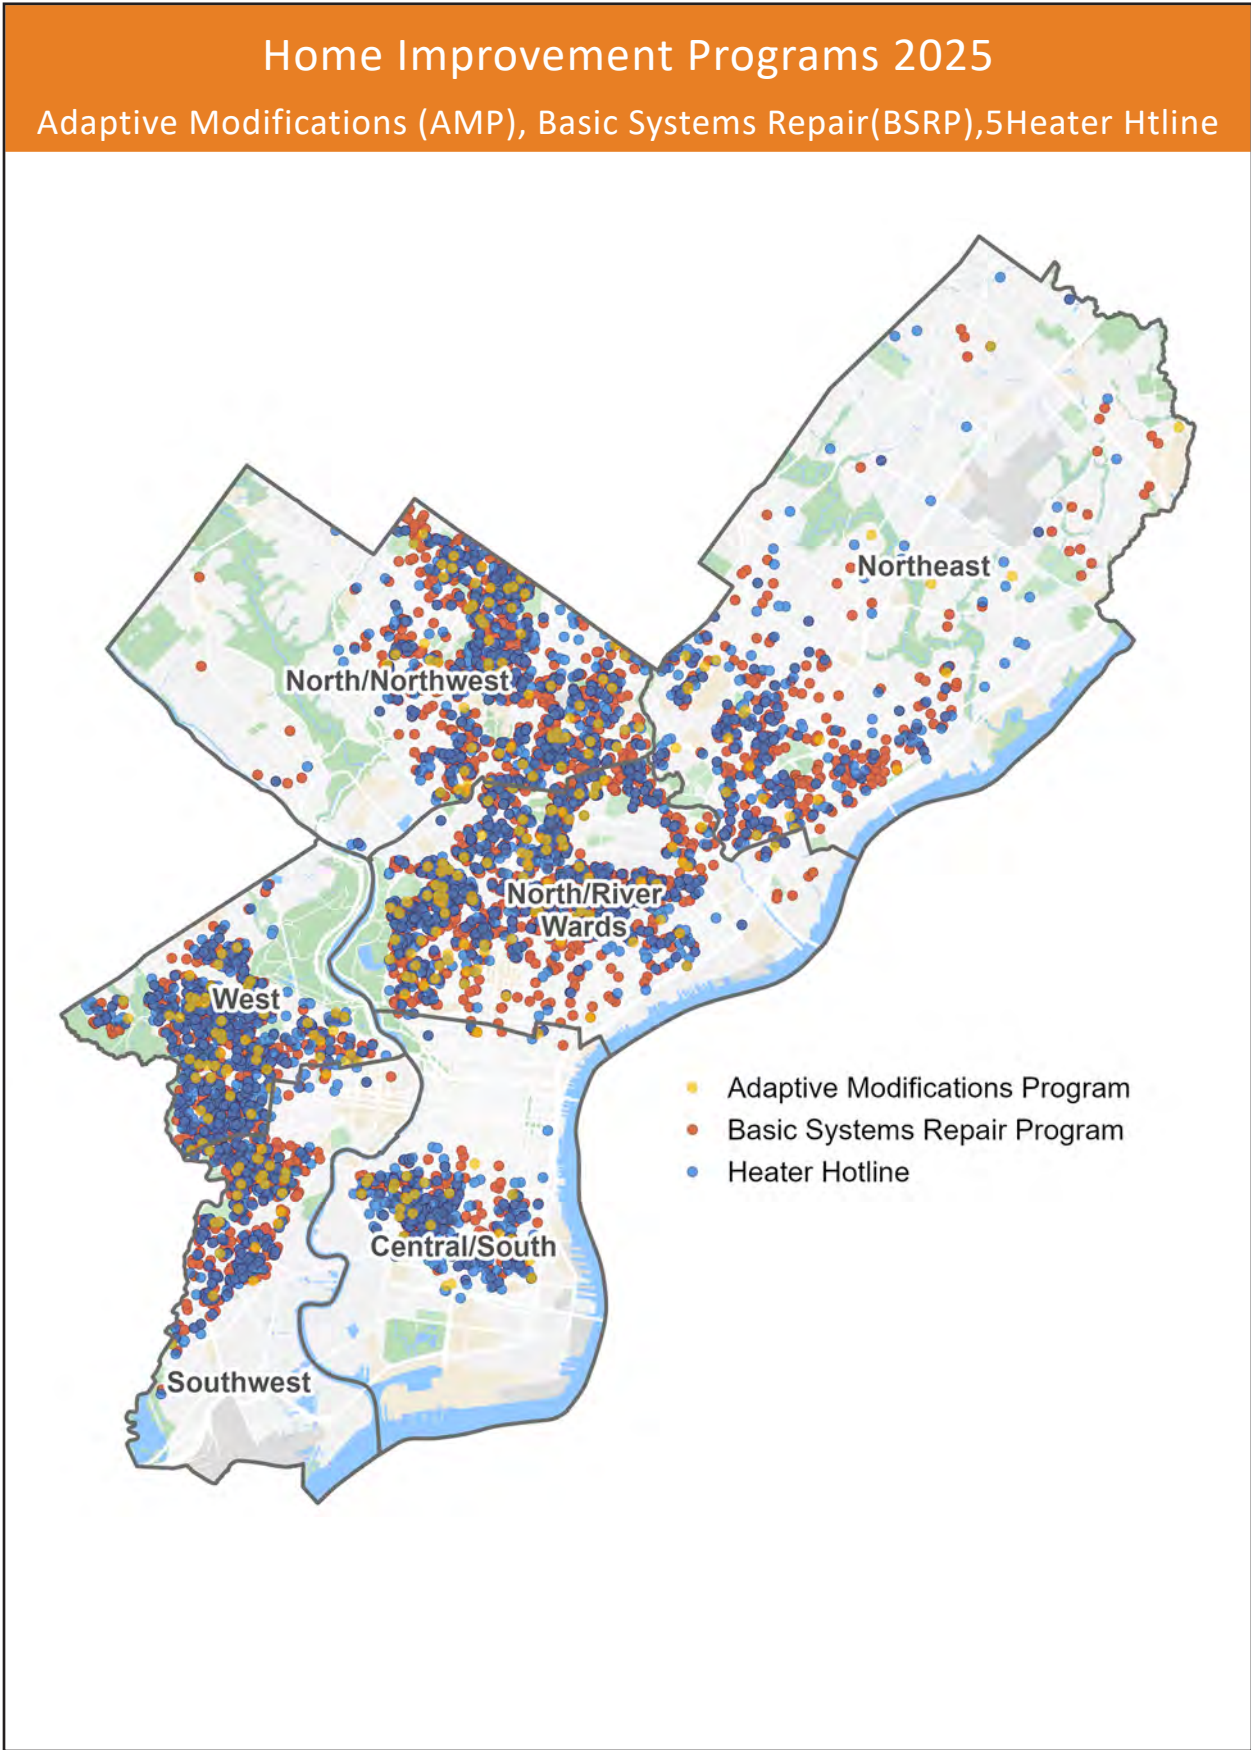 Home Improvement Programs 2025
Adaptive Modifications (AMP), Basic Systems Repair(BSRP),5Heater Htline
Northeast
North/Northwest
North/River
Wards
West
Adaptive Modifications Program
Basic Systems Repair Program
Heater Hotline
Central/South
Southwest